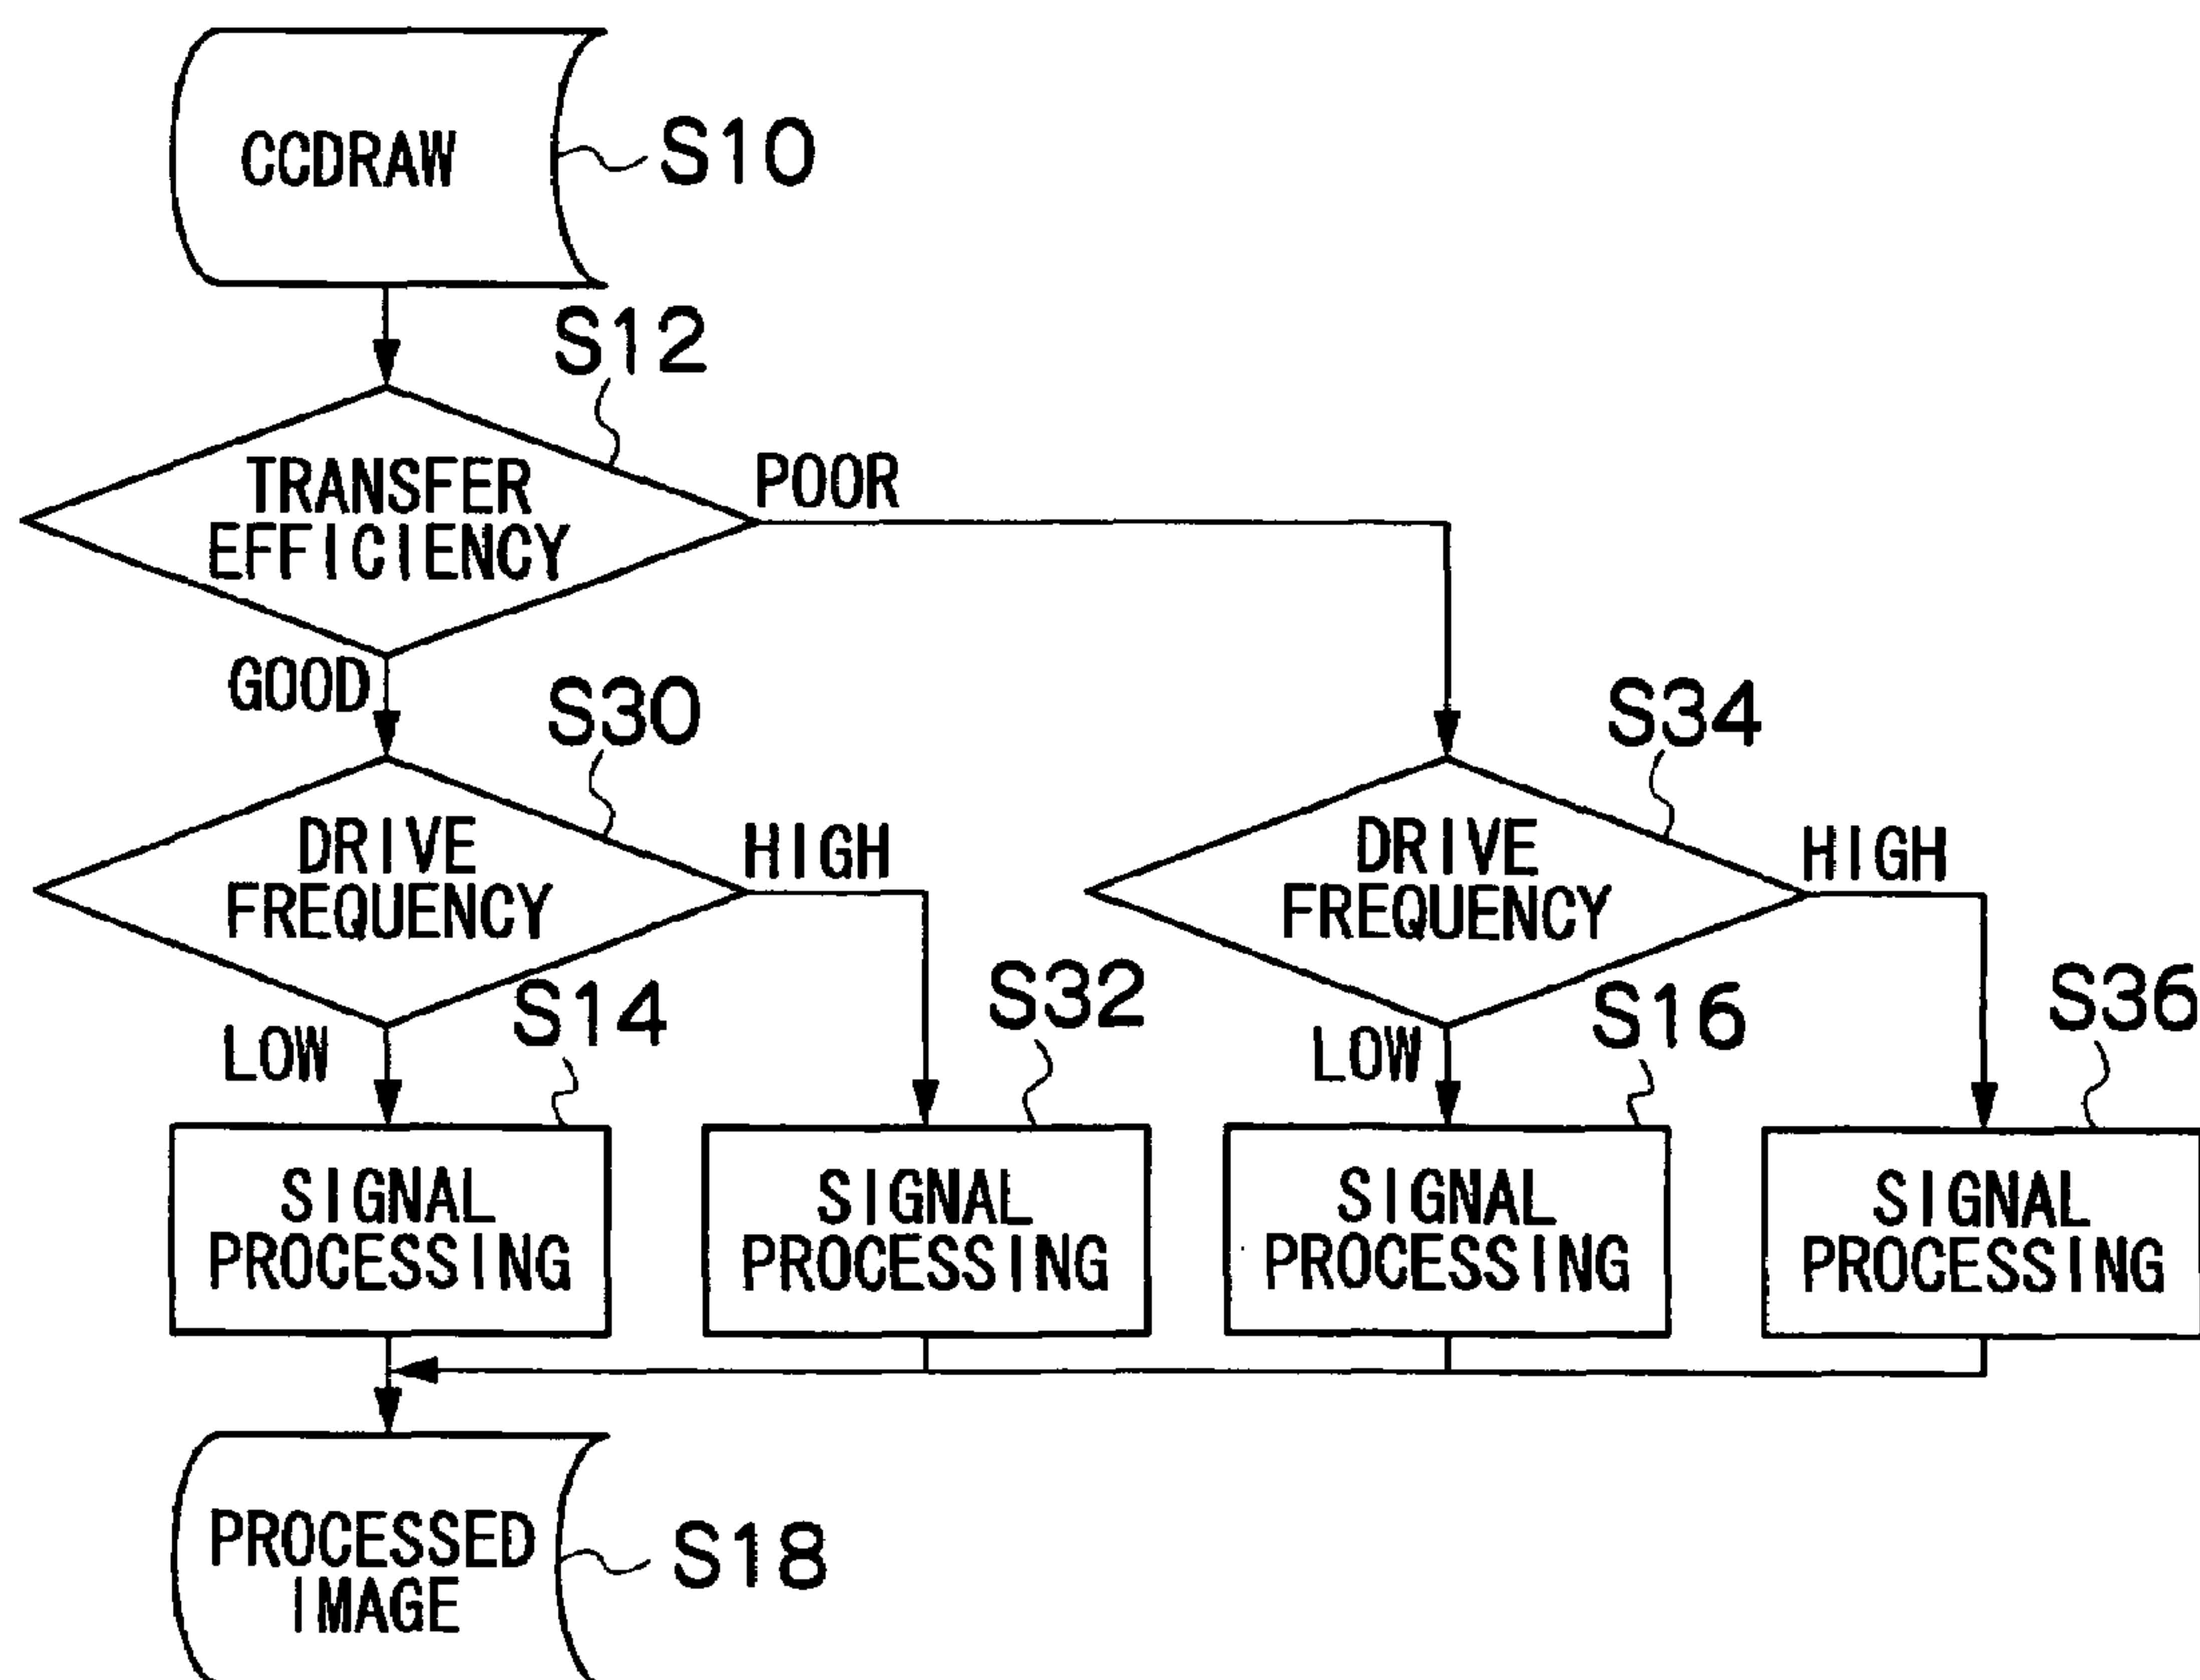 CCDRAW
S10
S12
TRANSFER
EFFICIENCY
POOR
GOOD
S30
S34
DRIVE
FREQUENCY
HIGH
DRIVE
FREQUENCY
HIGH
LOW
S14
S32
LOW
S16
S36
SIGNAL
PROCESSING
SIGNAL
PROCESSING
SIGNAL
PROCESSING
SIGNAL
PROCESSING
PROCESSED
IMAGE
S18